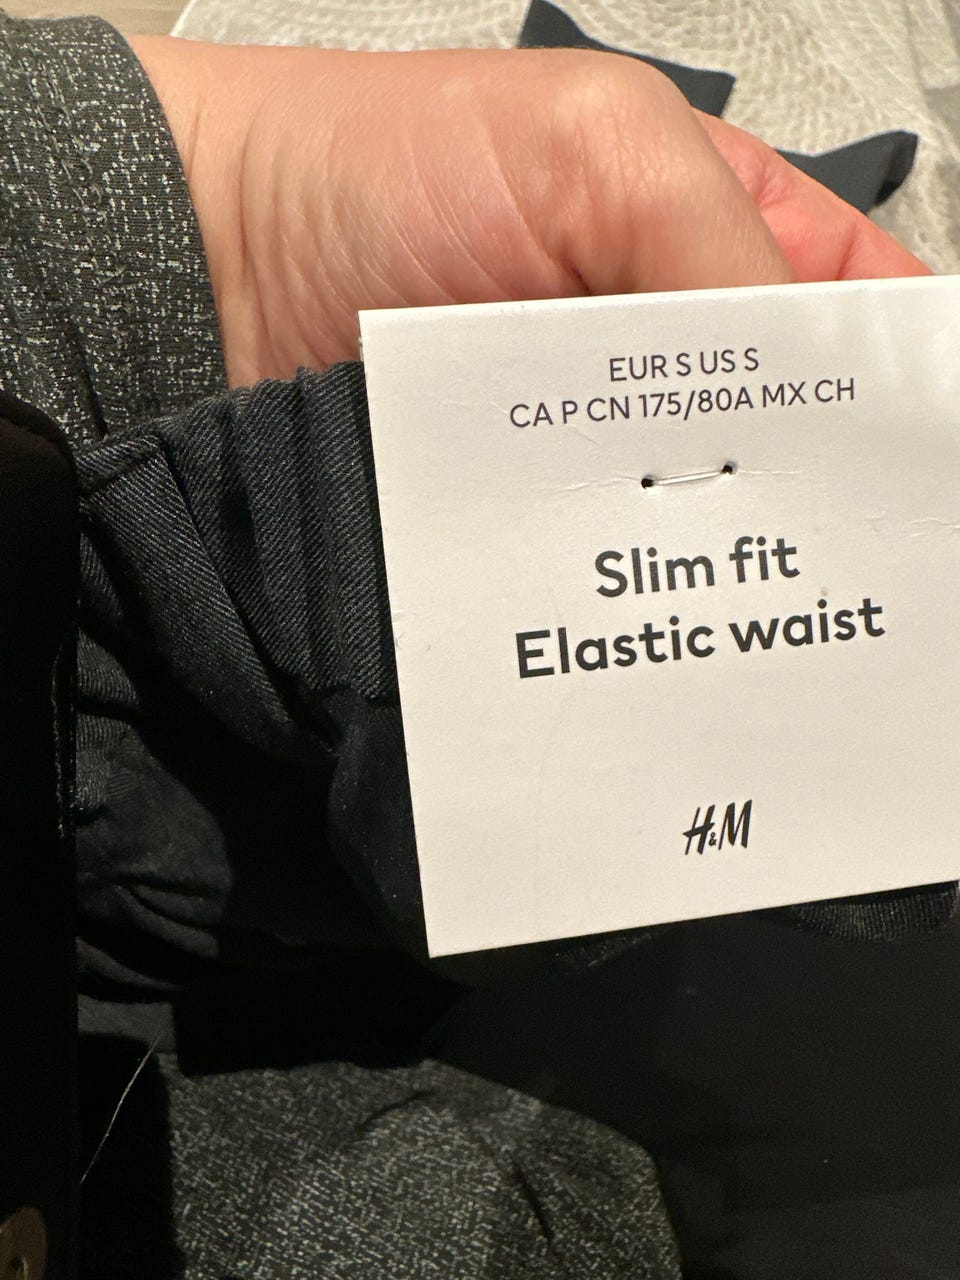 EUR S US S
CA P CN 175/80A MX CH
Slim fit
Elastic waist
H&M